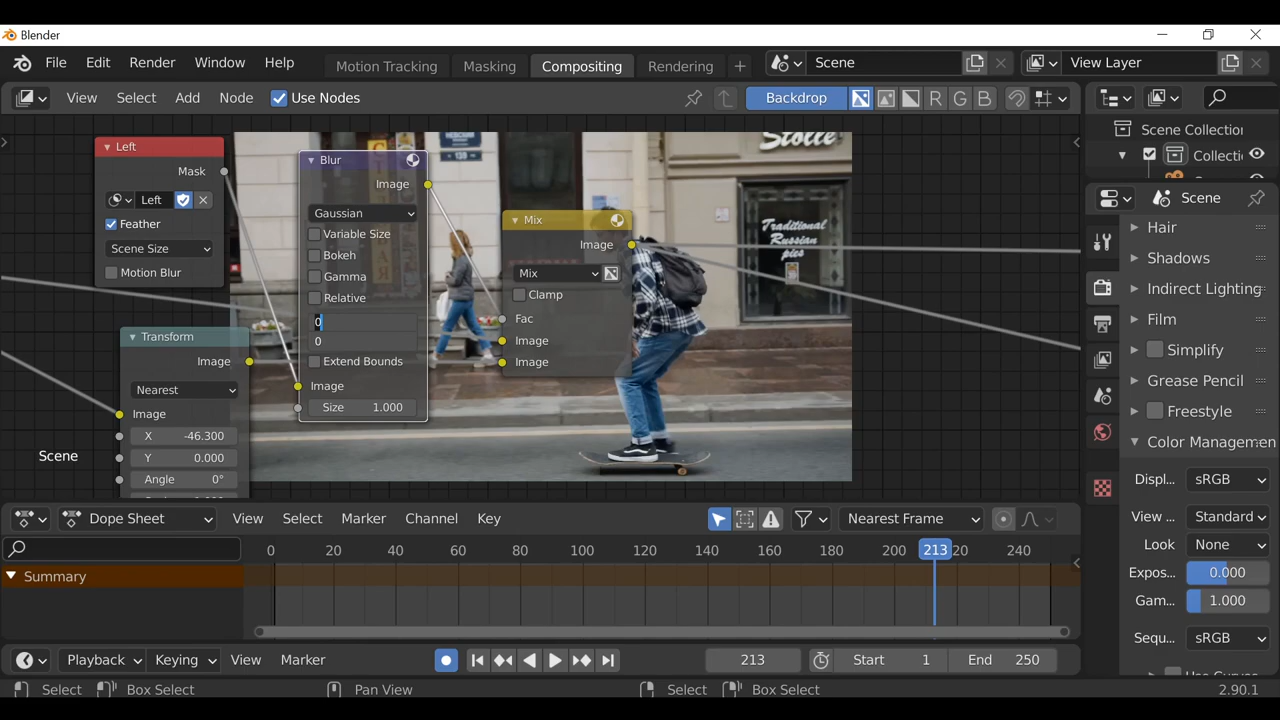 Blender
File Edit Render Window Help
Motion Tracking Masking Compositing Rendering +
Scene
View Layer
View Select Add Node Use Nodes
Backdrop R G B
Scene Collection
Left
Mask
Left
Feather
Scene Size
Motion Blur
Blur
Image
Gaussian
Variable Size
Bokeh
Gamma
Relative
0
0
Extend Bounds
Image
Size 1.000
Mix
Image
Mix
Clamp
Fac
Image
Image
Transform
Image
Nearest
Image
X -46.300
Y 0.000
Angle 0°
Scene
139
Stolle
Traditional
Russian
pies
Scene
Hair
Shadows
Indirect Lighting
Film
Simplify
Grease Pencil
Freestyle
Color Managemen
Displ... sRGB
View ... Standard
Look None
Expos... 0.000
Gam... 1.000
Sequ... sRGB
Dope Sheet View Select Marker Channel Key
Nearest Frame
0 20 40 60 80 100 120 140 160 180 200 213 20 240
Summary
Playback Keying View Marker
213 Start 1 End 250
Select Box Select Pan View Select Box Select 2.90.1